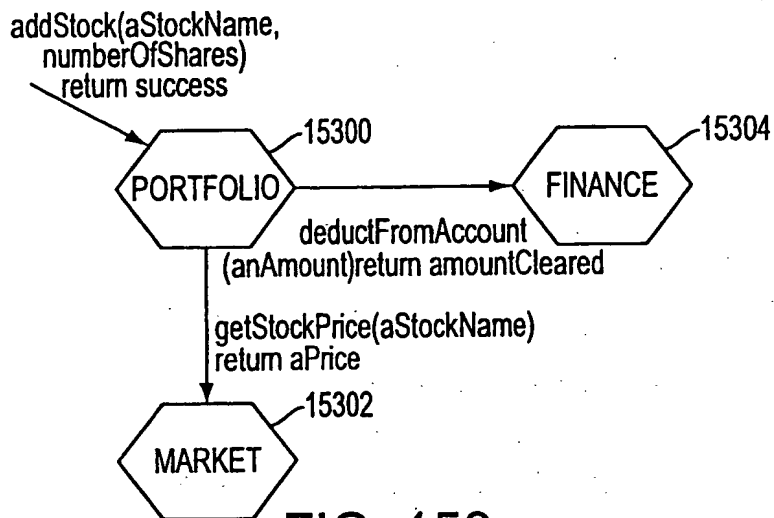 addStock(aStockName,
numberOfShares)
return success
15300
15304
PORTFOLIO
FINANCE
deductFromAccount
(anAmount)return amountCleared
getStockPrice(aStockName)
return aPrice
15302
MARKET